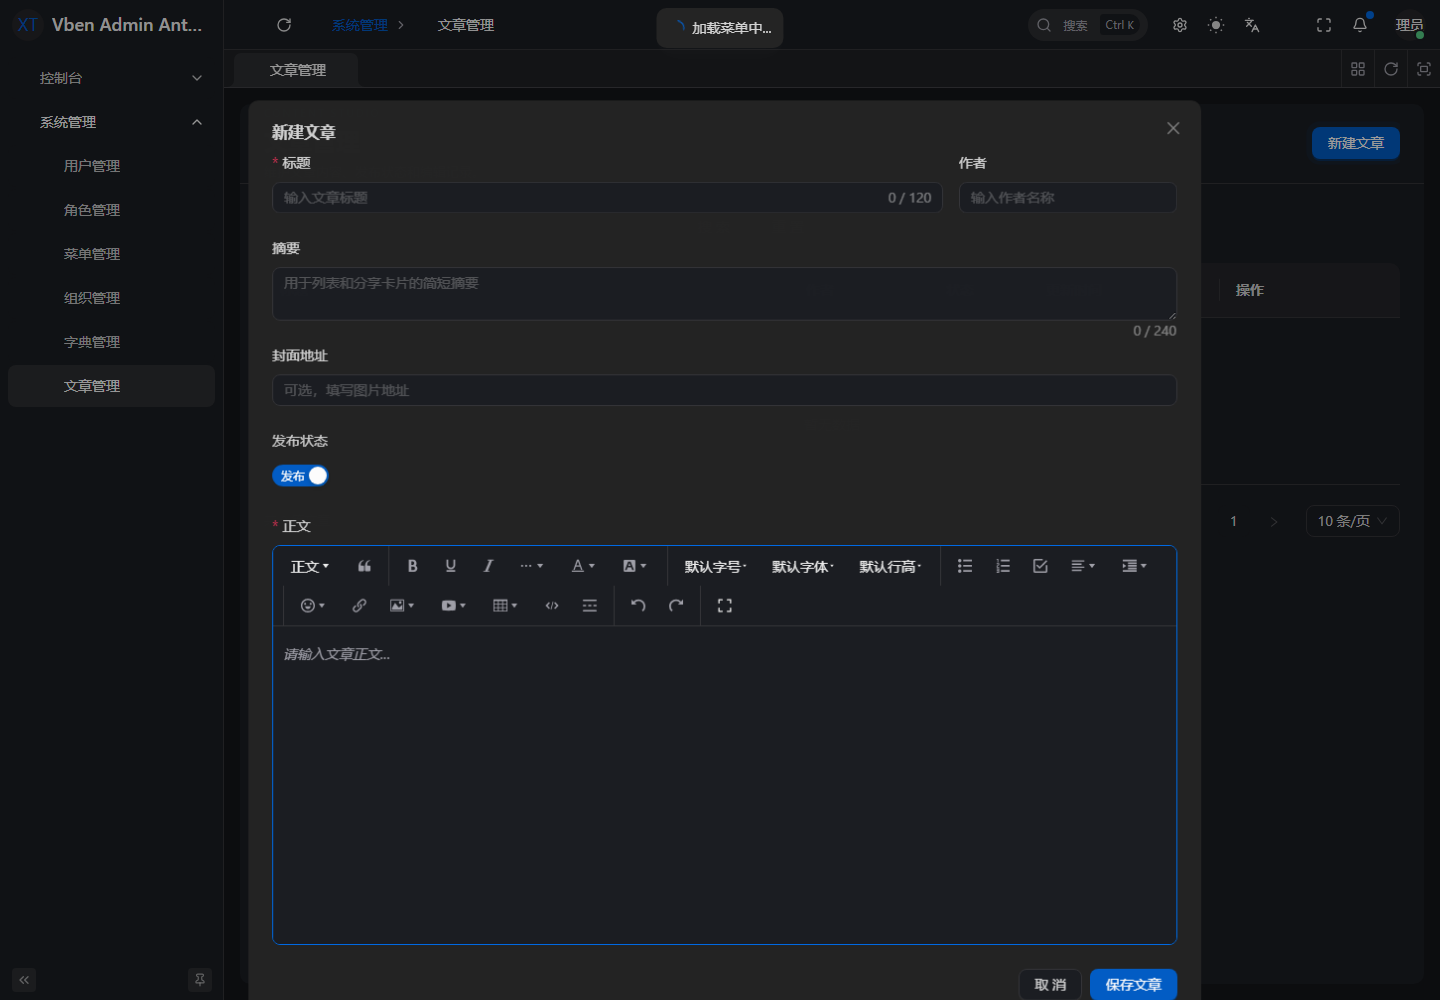 XT Vben Admin Ant...
系统管理 > 文章管理
加载菜单中...
搜索 Ctrl K
理员
控制台
系统管理
用户管理
角色管理
菜单管理
组织管理
字典管理
文章管理
文章管理
新建文章
操作
1
10 条/页
新建文章
* 标题
输入文章标题 0 / 120
作者
输入作者名称
摘要
用于列表和分享卡片的简短摘要
0 / 240
封面地址
可选，填写图片地址
发布状态
发布
* 正文
正文 B U I ... A A 默认字号 默认字体 默认行高
请输入文章正文...
取 消 保存文章